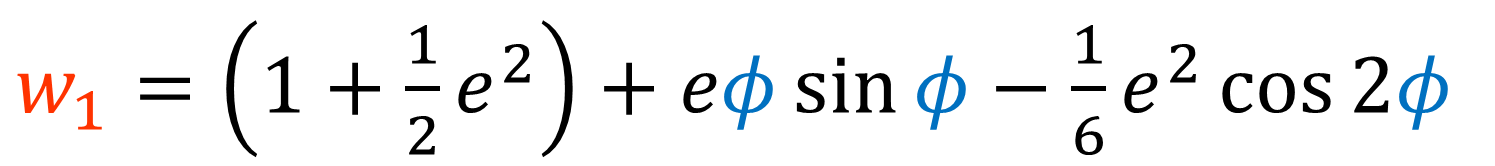 w₁ = (1 + ½e²) + eϕ sin ϕ − ⅙e² cos 2ϕ